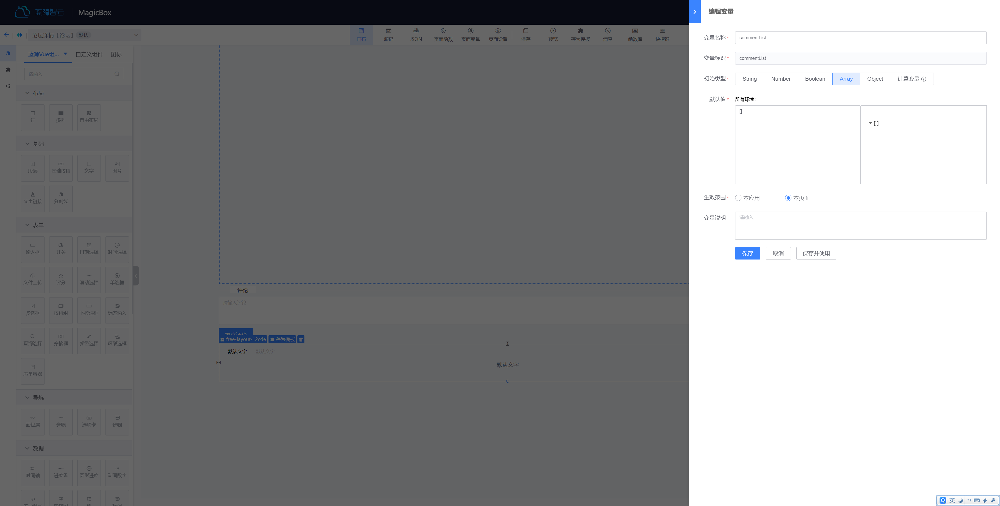 蓝鲸智云 MagicBox
论坛详情【论坛】 默认
画布 源码 JSON 页面函数 页面变量 页面设置 保存 预览 存为模板 清空 函数库 快捷键
蓝鲸Vue组... 自定义组件 图标
请输入
布局
行 多列 自由布局
基础
段落 基础按钮 文字 图片
文字链接 分割线
表单
输入框 开关 日期选择 时间选择
文件上传 评分 滑动选择 单选框
多选框 按钮组 下拉选框 标签输入
查询选择 穿梭框 颜色选择 级联选框
表单容器
导航
面包屑 步骤 选项卡 步骤
数据
时间轴 进度条 圆形进度 动画数字
差异对比 轮播图 树 标记
评论
请输入评论
提交评论
free-layout-12cde 存为模板
默认文字 默认文字
默认文字
编辑变量
变量名称 * commentList
变量标识 * commentList
初始类型 * String Number Boolean Array Object 计算变量
默认值 * 所有环境：
[]
[]
生效范围 * 本应用 本页面
变量说明 请输入
保存 取消 保存并使用
英